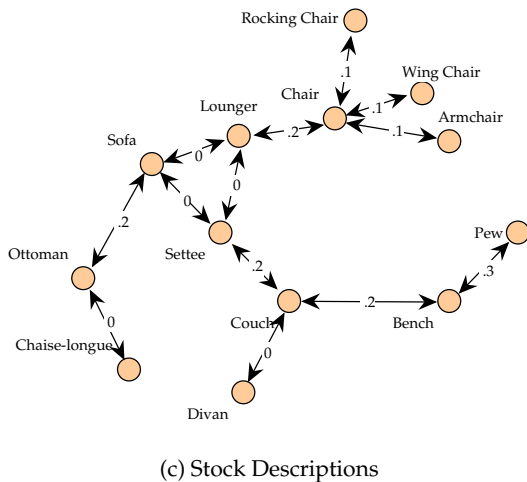 Rocking Chair
.1
Wing Chair
Chair
.1
Lounger
Armchair
.2
.1
Sofa
0
0
0
.2
Pew
Ottoman
Settee
.2
.3
0
Couch
.2
Bench
Chaise-longue
0
Divan
(c) Stock Descriptions